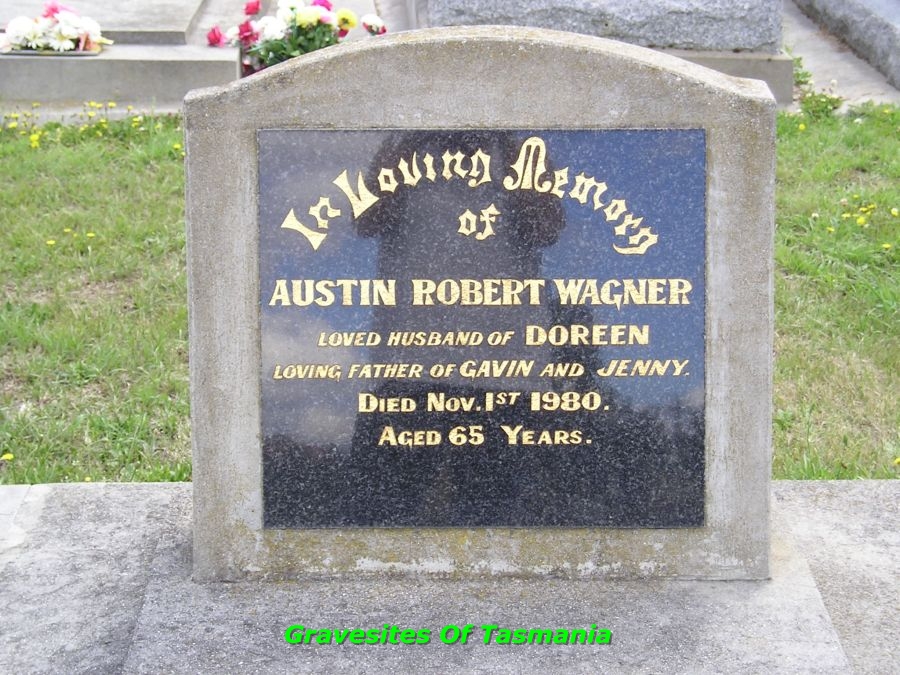 In Loving Memory
of
AUSTIN ROBERT WAGNER
LOVED HUSBAND OF DOREEN
LOVING FATHER OF GAVIN AND JENNY.
DIED NOV. 1ST 1980.
AGED 65 YEARS.
Gravesites Of Tasmania